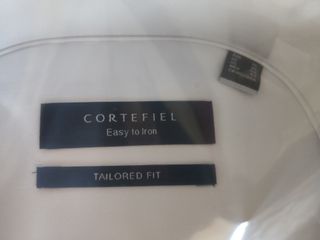 CORTEFIEL
Easy to Iron
TAILORED FIT